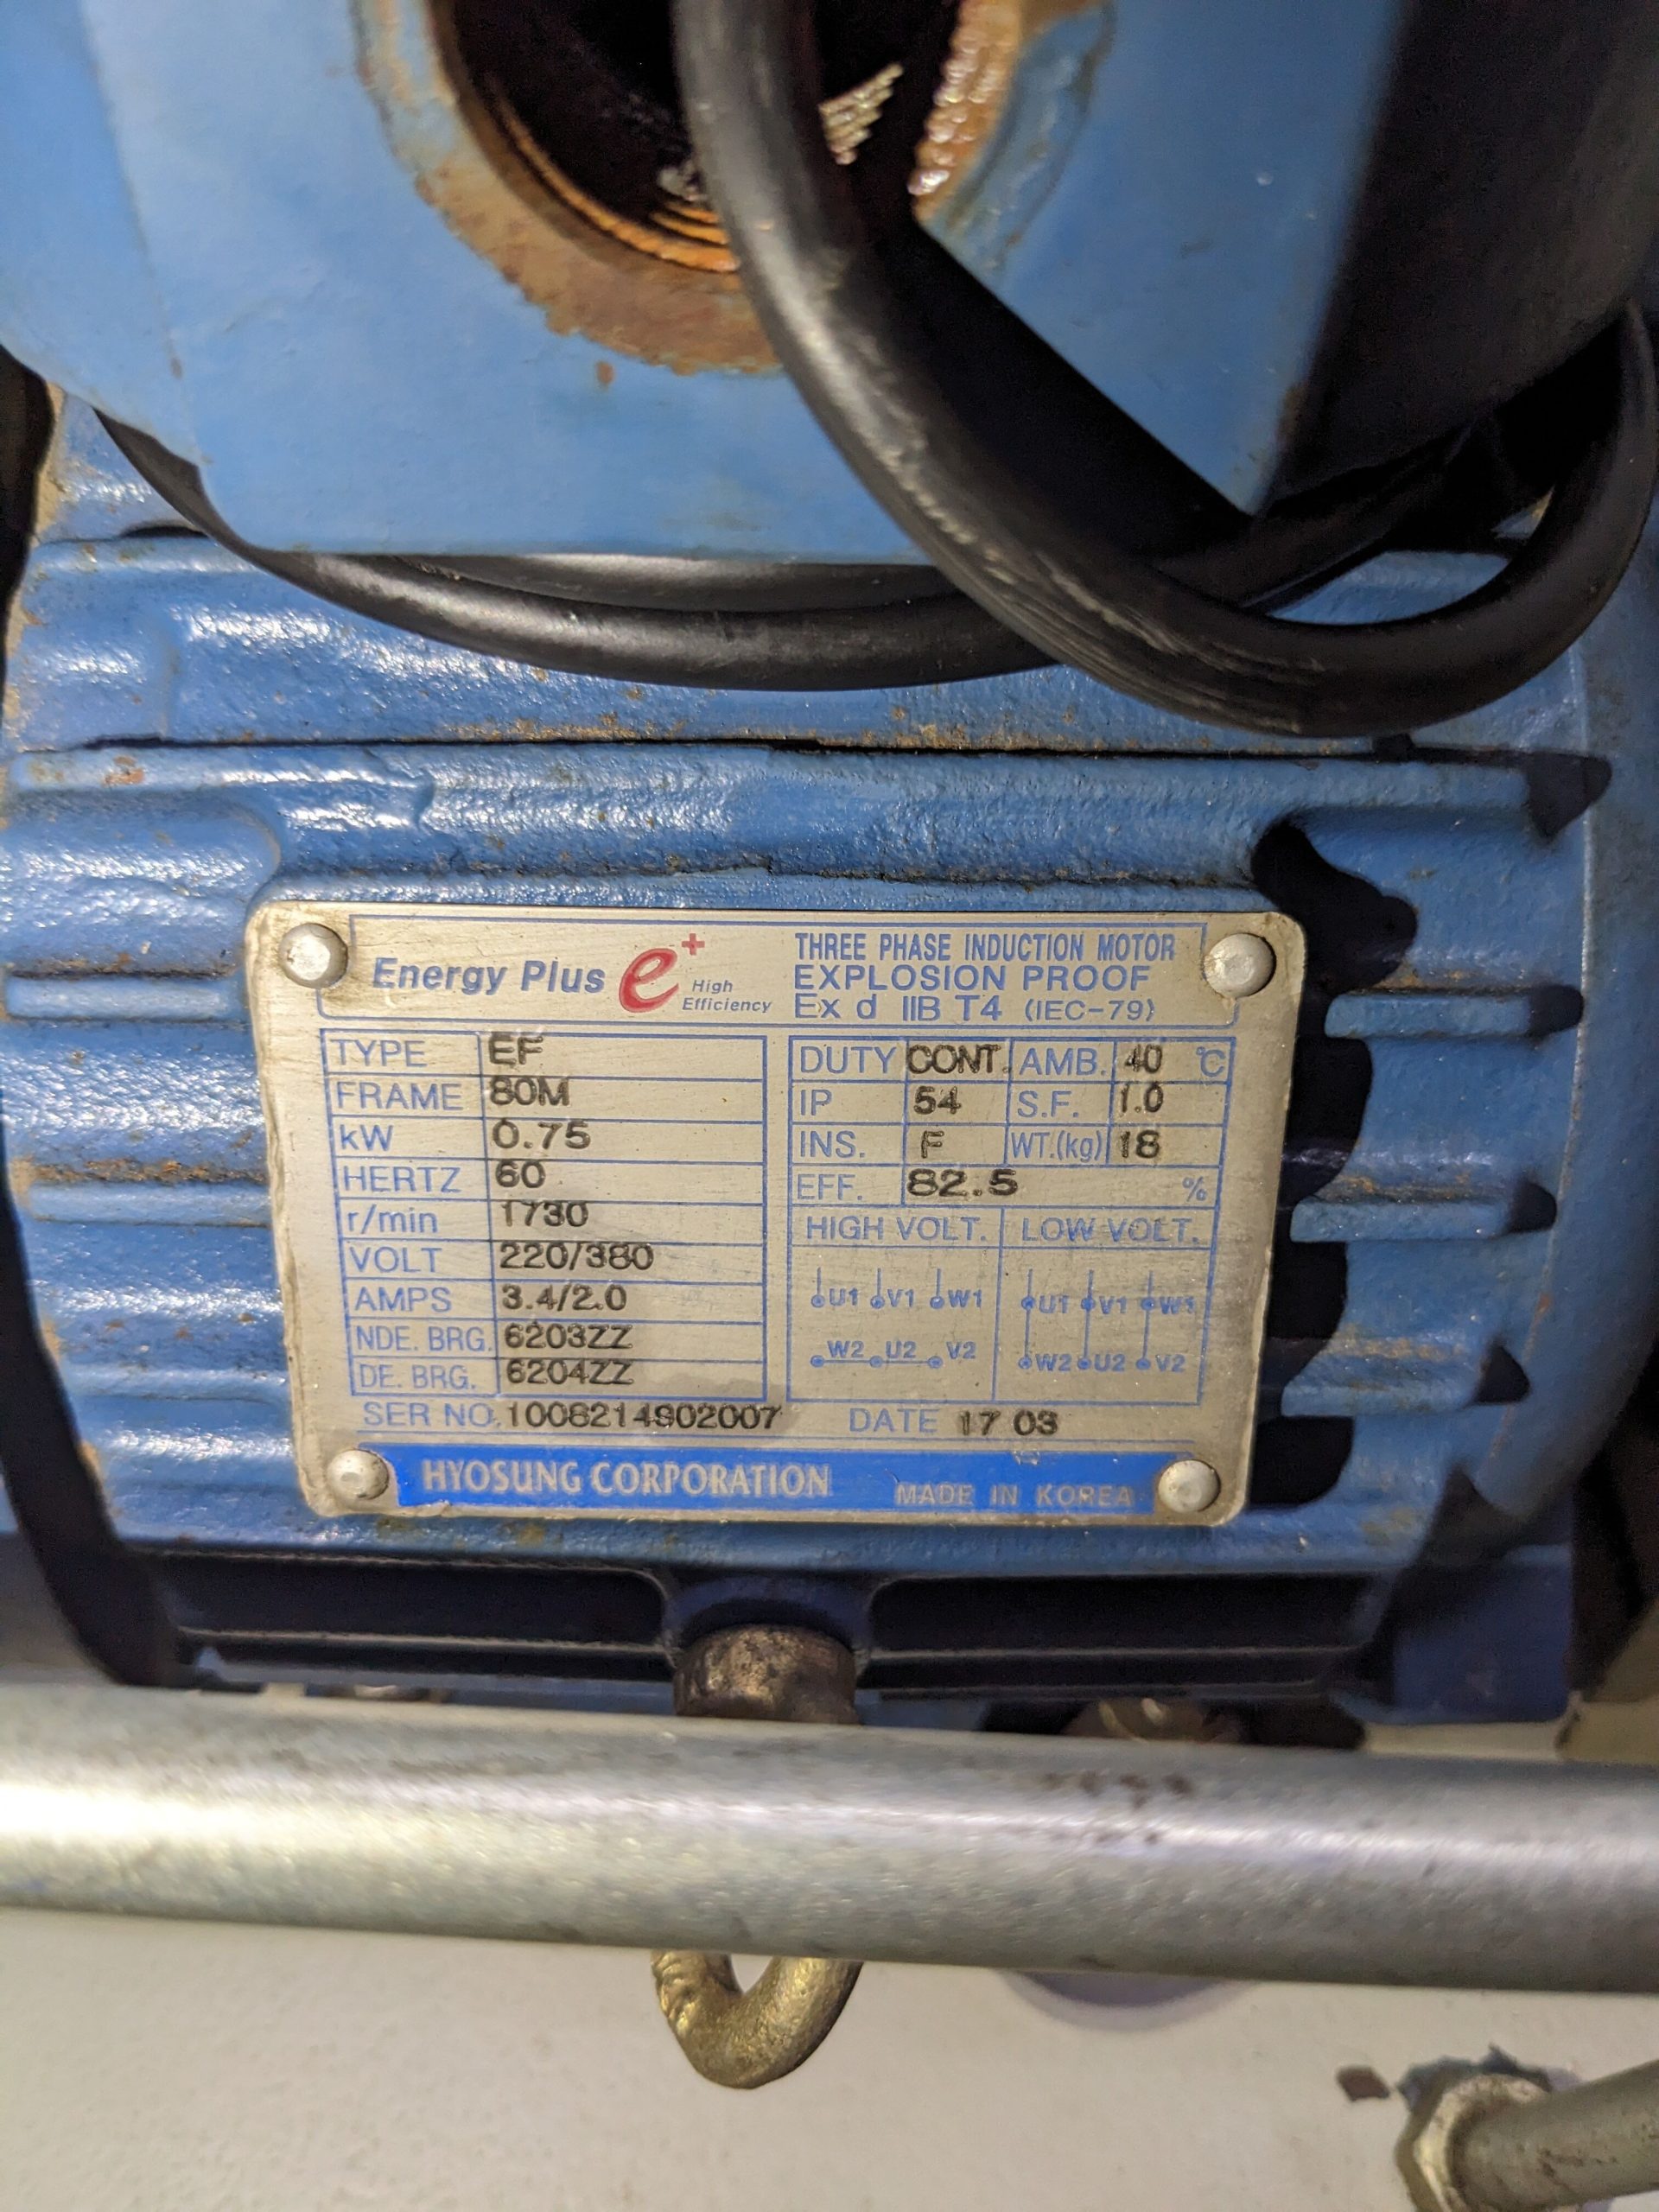 Energy Plus e+ High Efficiency
THREE PHASE INDUCTION MOTOR
EXPLOSION PROOF
Ex d IIB T4 (IEC-79)
TYPE EF
FRAME 80M
kW 0.75
HERTZ 60
r/min 1730
VOLT 220/380
AMPS 3.4/2.0
NDE. BRG. 6203ZZ
DE. BRG. 6204ZZ
DUTY CONT. AMB. 40 ℃
IP 54 S.F. 1.0
INS. F WT.(kg) 18
EFF. 82.5 %
HIGH VOLT. LOW VOLT.
U1 V1 W1 U1 V1 W1
W2 U2 V2 W2 U2 V2
SER NO. 1008214902007 DATE 17 03
HYOSUNG CORPORATION MADE IN KOREA